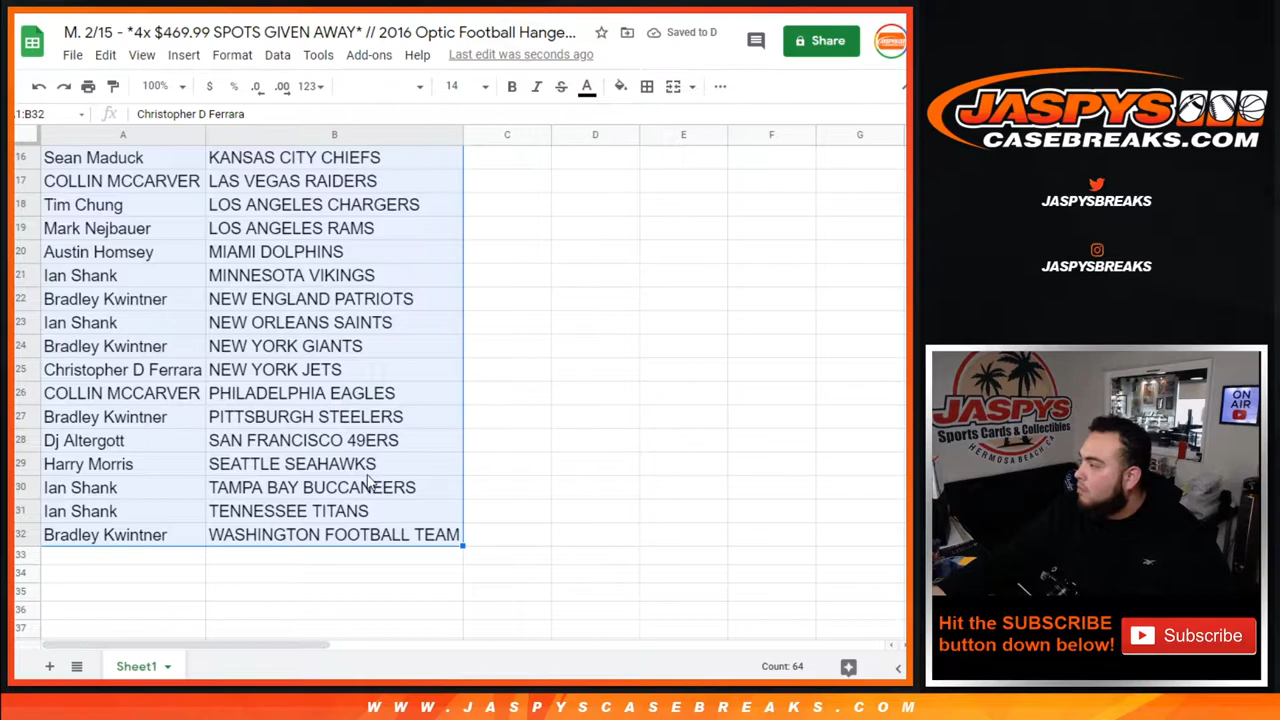 M. 2/15 - *4x $469.99 SPOTS GIVEN AWAY* // 2016 Optic Football Hange...
Saved to D
Share
File Edit View Insert Format Data Tools Add-ons Help Last edit was seconds ago
100% $ % .0 .00 123 14 B I S A
1:B32 fx Christopher D Ferrara
A B C D E F G
16 Sean Maduck KANSAS CITY CHIEFS
17 COLLIN MCCARVER LAS VEGAS RAIDERS
18 Tim Chung LOS ANGELES CHARGERS
19 Mark Nejbauer LOS ANGELES RAMS
20 Austin Homsey MIAMI DOLPHINS
21 Ian Shank MINNESOTA VIKINGS
22 Bradley Kwintner NEW ENGLAND PATRIOTS
23 Ian Shank NEW ORLEANS SAINTS
24 Bradley Kwintner NEW YORK GIANTS
25 Christopher D Ferrara NEW YORK JETS
26 COLLIN MCCARVER PHILADELPHIA EAGLES
27 Bradley Kwintner PITTSBURGH STEELERS
28 Dj Altergott SAN FRANCISCO 49ERS
29 Harry Morris SEATTLE SEAHAWKS
30 Ian Shank TAMPA BAY BUCCANEERS
31 Ian Shank TENNESSEE TITANS
32 Bradley Kwintner WASHINGTON FOOTBALL TEAM
33
34
35
36
37
Sheet1
Count: 64
JASPYS
CASEBREAKS.COM
JASPYSBREAKS
JASPYSBREAKS
JASPYS
Sports Cards & Collectibles
HERMOSA BEACH CA
ON
AIR
Hit the SUBSCRIBE
button down below!
Subscribe
WWW.JASPYSCASEBREAKS.COM